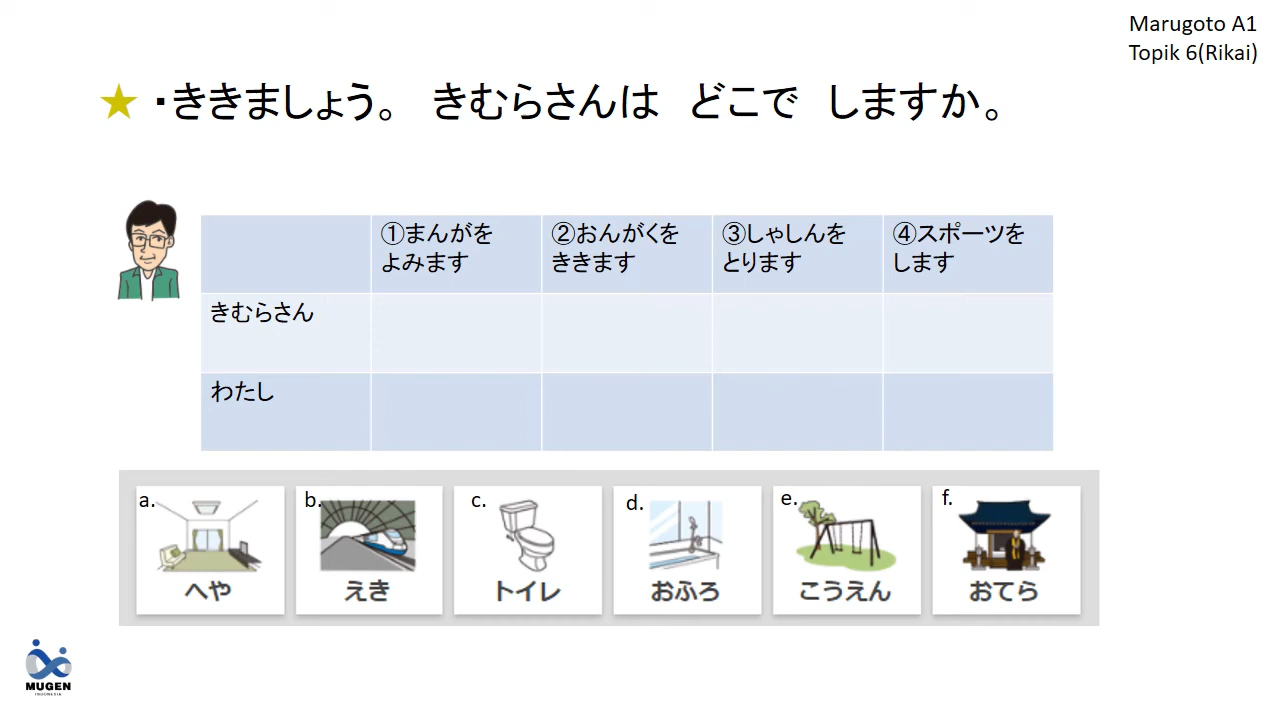 Marugoto A1
Topik 6(Rikai)
★・ききましょう。 きむらさんは どこで しますか。
①まんがを
よみます
②おんがくを
ききます
③しゃしんを
とります
④スポーツを
します
きむらさん
わたし
a.
へや
b.
えき
c.
トイレ
d.
おふろ
e.
こうえん
f.
おてら
MUGEN
INDONESIA